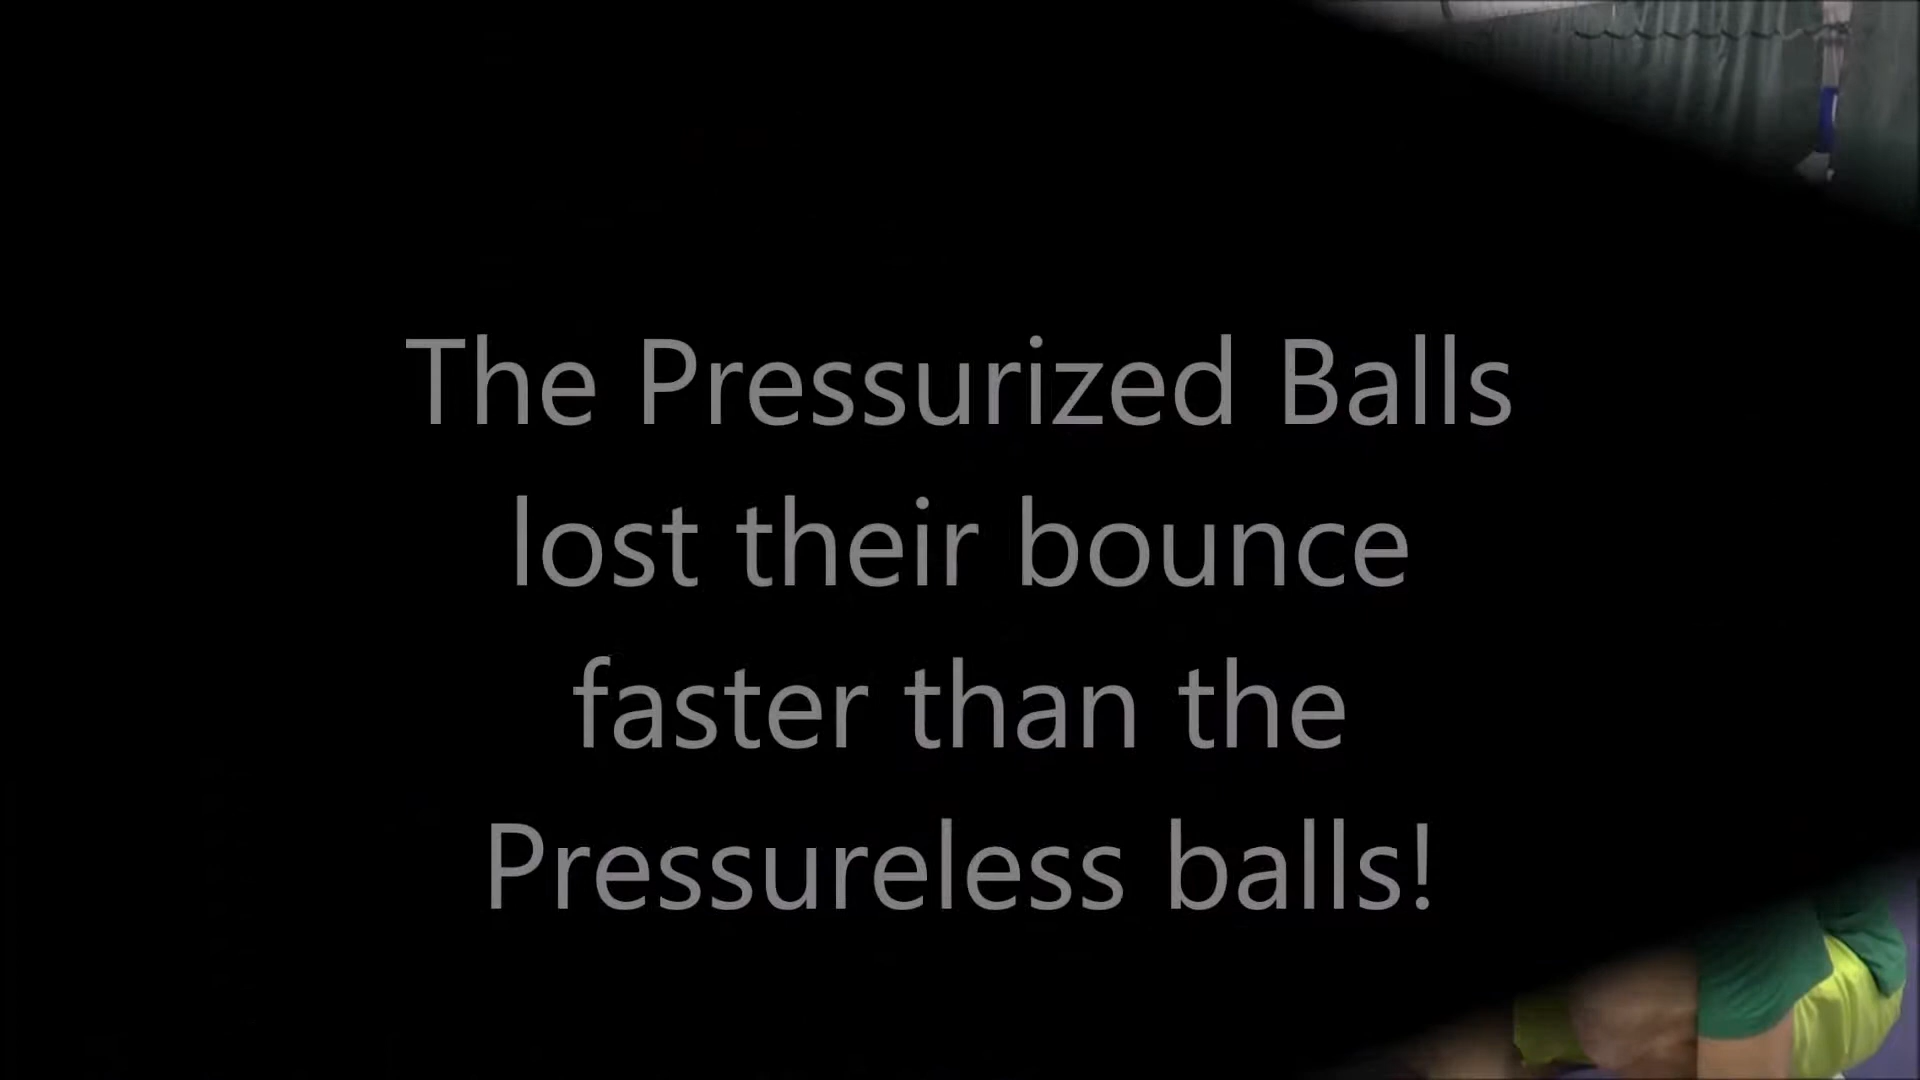 The Pressurized Balls
lost their bounce
faster than the
Pressureless balls!